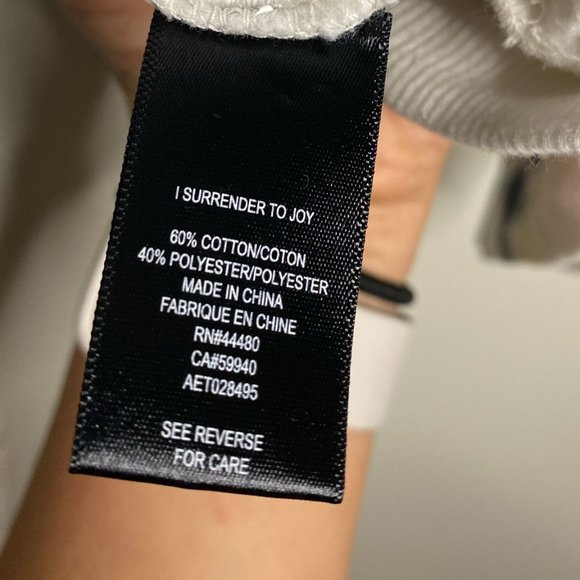 I SURRENDER TO JOY
60% COTTON/COTON
40% POLYESTER/POLYESTER
MADE IN CHINA
FABRIQUE EN CHINE
RN#44480
CA#59940
AET028495
SEE REVERSE
FOR CARE